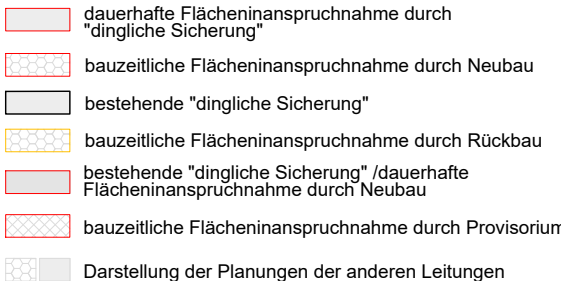 dauerhafte Flächeninanspruchnahme durch
"dingliche Sicherung"
bauzeitliche Flächeninanspruchnahme durch Neubau
bestehende "dingliche Sicherung"
bauzeitliche Flächeninanspruchnahme durch Rückbau
bestehende "dingliche Sicherung" /dauerhafte
Flächeninanspruchnahme durch Neubau
bauzeitliche Flächeninanspruchnahme durch Provisorium
Darstellung der Planungen der anderen Leitungen